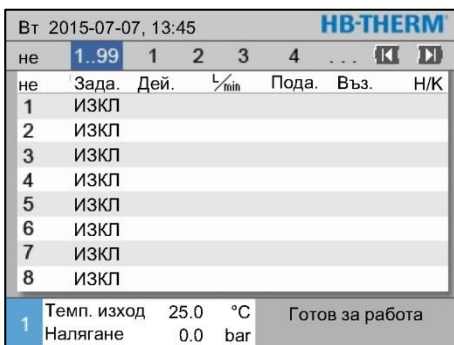 Вт 2015-07-07, 13:45 HB-THERM
не 1..99 1 2 3 4 ...
не Зада. Дей. L/min Пода. Въз. H/K
1 ИЗКЛ
2 ИЗКЛ
3 ИЗКЛ
4 ИЗКЛ
5 ИЗКЛ
6 ИЗКЛ
7 ИЗКЛ
8 ИЗКЛ
1 Темп. изход 25.0 °C Готов за работа
Налягане 0.0 bar